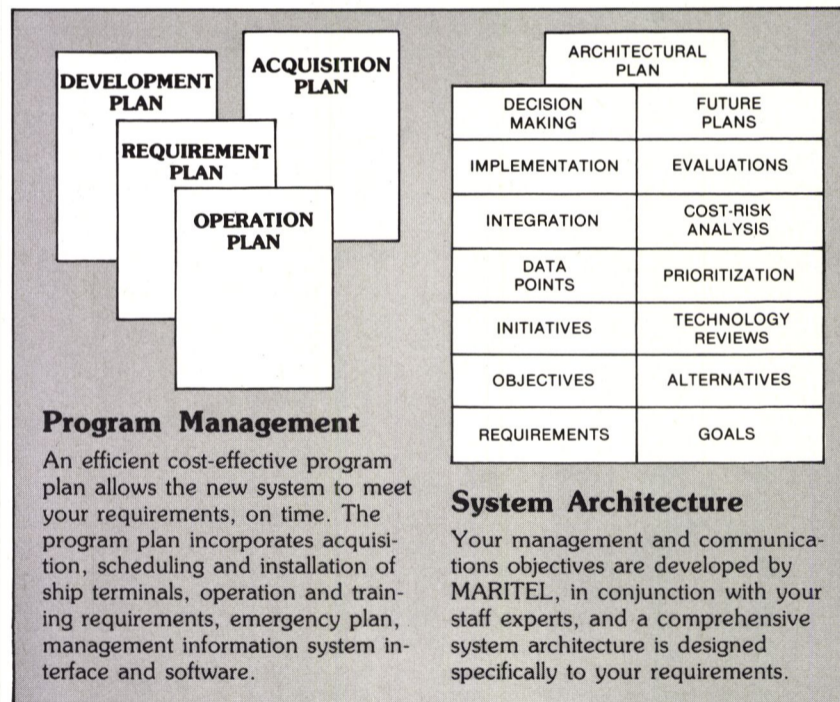 DEVELOPMENT
PLAN
ACQUISITION
PLAN
REQUIREMENT
PLAN
OPERATION
PLAN
Program Management
An efficient cost-effective program
plan allows the new system to meet
your requirements, on time. The
program plan incorporates acquisi-
tion, scheduling and installation of
ship terminals, operation and train-
ing requirements, emergency plan,
management information system in-
terface and software.
ARCHITECTURAL
PLAN
DECISION
MAKING
FUTURE
PLANS
IMPLEMENTATION
EVALUATIONS
INTEGRATION
COST-RISK
ANALYSIS
DATA
POINTS
PRIORITIZATION
INITIATIVES
TECHNOLOGY
REVIEWS
OBJECTIVES
ALTERNATIVES
REQUIREMENTS
GOALS
System Architecture
Your management and communica-
tions objectives are developed by
MARITEL, in conjunction with your
staff experts, and a comprehensive
system architecture is designed
specifically to your requirements.